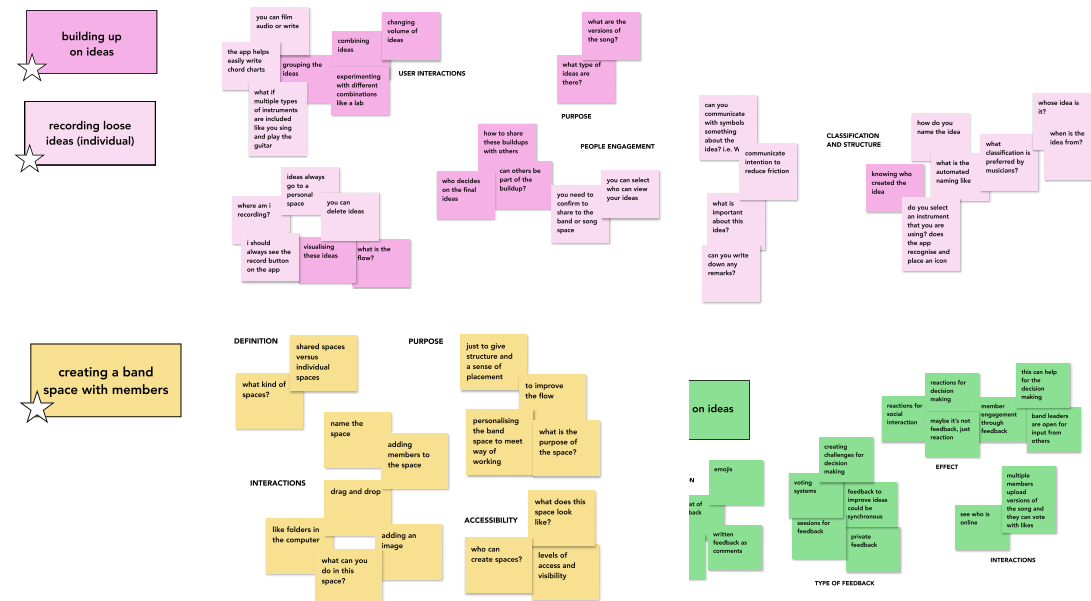 building up
on ideas
recording loose
ideas (individual)
you can film
audio or write
the app helps
easily write
chord charts
grouping the
ideas
combining
ideas
changing
volume of
ideas
experimenting
with different
combinations
like a lab
what if
multiple types
of instruments
are included
like you sing
and play the
guitar
USER INTERACTIONS
what are the
versions of
the song?
what type of
ideas are
there?
PURPOSE
ideas always
go to a
personal
space
where am i
recording?
you can
delete ideas
i should
always see the
record button
on the app
visualising
these ideas
what is the
flow?
how to share
these buildups
with others
PEOPLE ENGAGEMENT
who decides
on the final
ideas
can others be
part of the
buildup?
you need to
confirm to
share to the
band or song
space
you can select
who can view
your ideas
can you
communicate
with symbols
something
about the
idea? i.e.
communicate
intention to
reduce friction
what is
important
about this
idea?
can you write
down any
remarks?
CLASSIFICATION
AND STRUCTURE
how do you
name the idea
whose idea is
it?
when is the
idea from?
what
classification is
preferred by
musicians?
what is the
automated
naming like
knowing who
created the
idea
do you select
an instrument
that you are
using? does
the app
recognise and
place an icon
creating a band
space with members
DEFINITION
shared spaces
versus
individual
spaces
what kind of
spaces?
PURPOSE
just to give
structure and
a sense of
placement
to improve
the flow
personalising
the band
space to meet
way of
working
what is the
purpose of
the space?
name the
space
adding
members to
the space
INTERACTIONS
drag and drop
like folders in
the computer
adding an
image
what can you
do in this
space?
ACCESSIBILITY
what does this
space look
like?
who can
create spaces?
levels of
access and
visibility
on ideas
N
emojis
at of
back
written
feedback as
comments
creating
challenges for
decision
making
voting
systems
feedback to
improve ideas
could be
synchronous
sessions for
feedback
private
feedback
TYPE OF FEEDBACK
reactions for
social
interaction
reactions for
decision
making
maybe it's not
feedback, just
reaction
member
engagement
through
feedback
this can help
for the
decision
making
band leaders
are open for
input from
others
EFFECT
see who is
online
multiple
members
upload
versions of
the song and
they can vote
with likes
INTERACTIONS